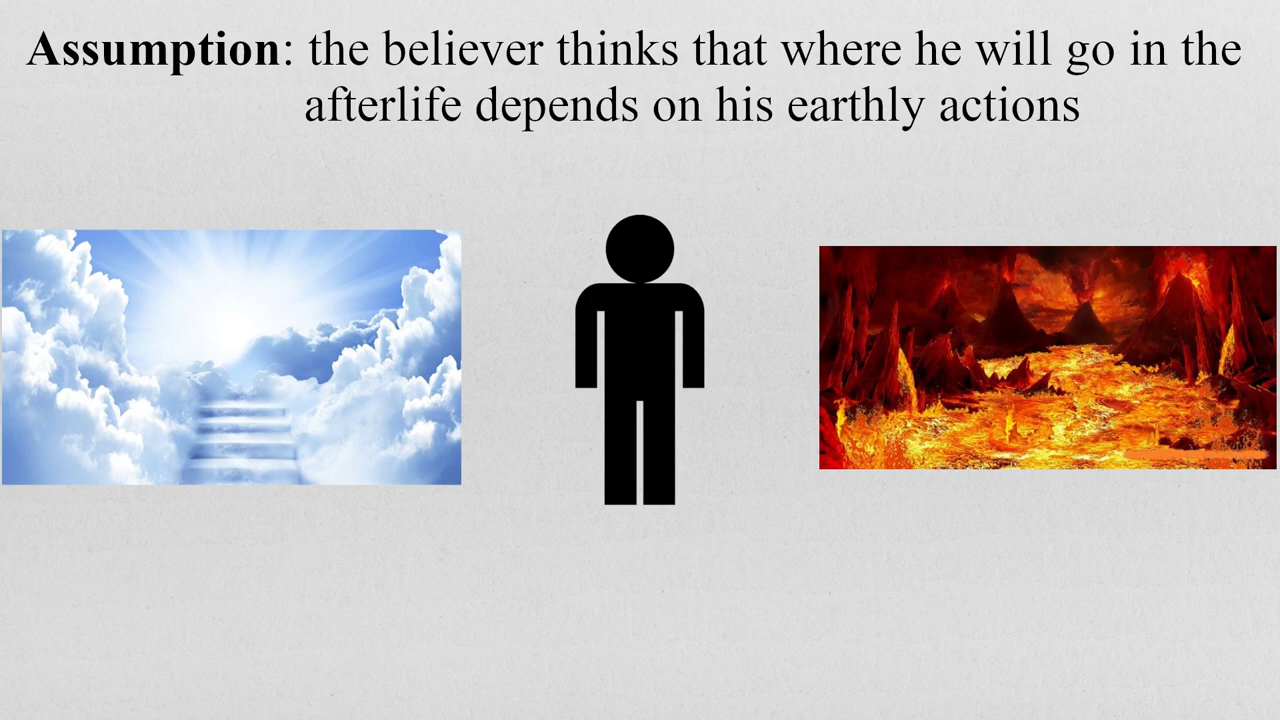 Assumption: the believer thinks that where he will go in the
afterlife depends on his earthly actions